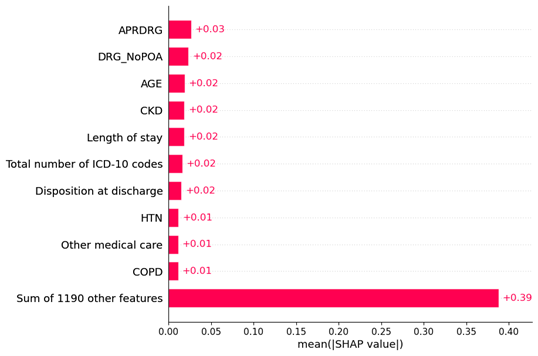 APRDRG +0.03
DRG_NoPOA +0.02
AGE +0.02
CKD +0.02
Length of stay +0.02
Total number of ICD-10 codes +0.02
Disposition at discharge +0.02
HTN +0.01
Other medical care +0.01
COPD +0.01
Sum of 1190 other features +0.39
0.00 0.05 0.10 0.15 0.20 0.25 0.30 0.35 0.40
mean(|SHAP value|)